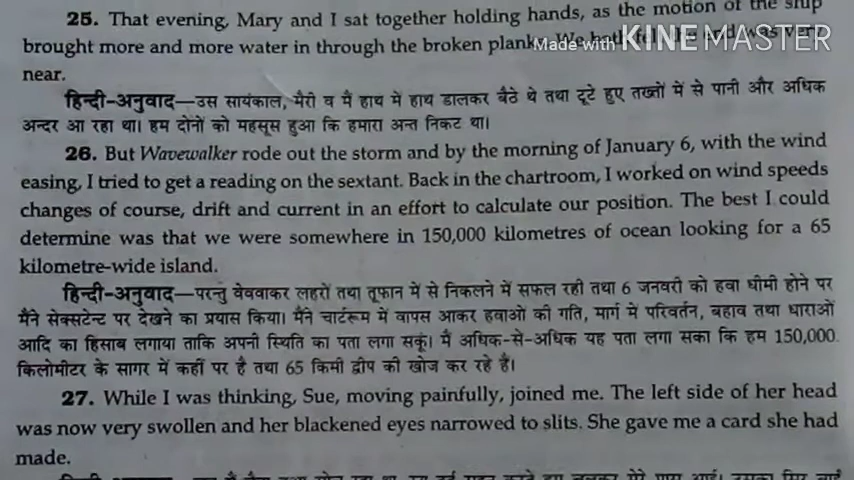 25. That evening, Mary and I sat together holding hands, as the motion of the ship
brought more and more water in through the broken planks. We both and was very
near.
Made with KINEMASTER
हिन्दी-अनुवाद—उस सायंकाल, मैरी व मैं हाथ में हाथ डालकर बैठे थे तथा टूटे हुए तख्तों में से पानी और अधिक
अन्दर आ रहा था। हम दोनों को महसूस हुआ कि हमारा अन्त निकट था।
26. But Wavewalker rode out the storm and by the morning of January 6, with the wind
easing, I tried to get a reading on the sextant. Back in the chartroom, I worked on wind speeds
changes of course, drift and current in an effort to calculate our position. The best I could
determine was that we were somewhere in 150,000 kilometres of ocean looking for a 65
kilometre-wide island.
हिन्दी-अनुवाद—परन्तु वेववाकर लहरों तथा तूफान में से निकलने में सफल रही तथा 6 जनवरी को हवा धीमी होने पर
मैंने सेक्सटेन्ट पर देखने का प्रयास किया। मैंने चार्टरूम में वापस आकर हवाओं की गति, मार्ग में परिवर्तन, बहाव तथा धाराओं
आदि का हिसाब लगाया ताकि अपनी स्थिति का पता लगा सकूं। मैं अधिक-से-अधिक यह पता लगा सका कि हम 150,000
किलोमीटर के सागर में कहीं पर है तथा 65 किमी द्वीप की खोज कर रहे हैं।
27. While I was thinking, Sue, moving painfully, joined me. The left side of her head
was now very swollen and her blackened eyes narrowed to slits. She gave me a card she had
made.